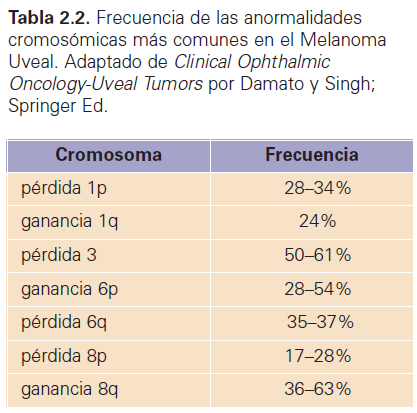 Tabla 2.2. Frecuencia de las anormalidades
cromosómicas más comunes en el Melanoma
Uveal. Adaptado de Clinical Ophthalmic
Oncology-Uveal Tumors por Damato y Singh;
Springer Ed.
Cromosoma Frecuencia
pérdida 1p 28–34%
ganancia 1q 24%
pérdida 3 50–61%
ganancia 6p 28–54%
pérdida 6q 35–37%
pérdida 8p 17–28%
ganancia 8q 36–63%